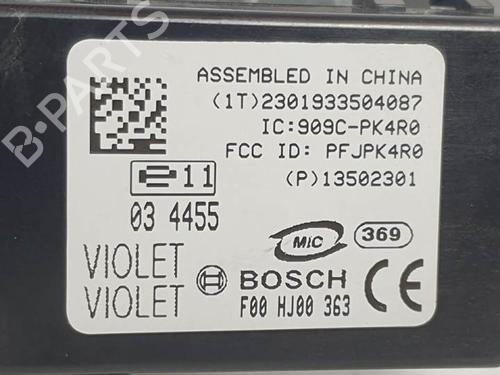 ASSEMBLED IN CHINA
(1T)2301933504087
IC:909C-PK4R0
FCC ID: PFJPK4R0
(P)13502301
e 11
03 4455
MIC
369
VIOLET
VIOLET
BOSCH
F00 HJ00 363
CE
B-PARTS